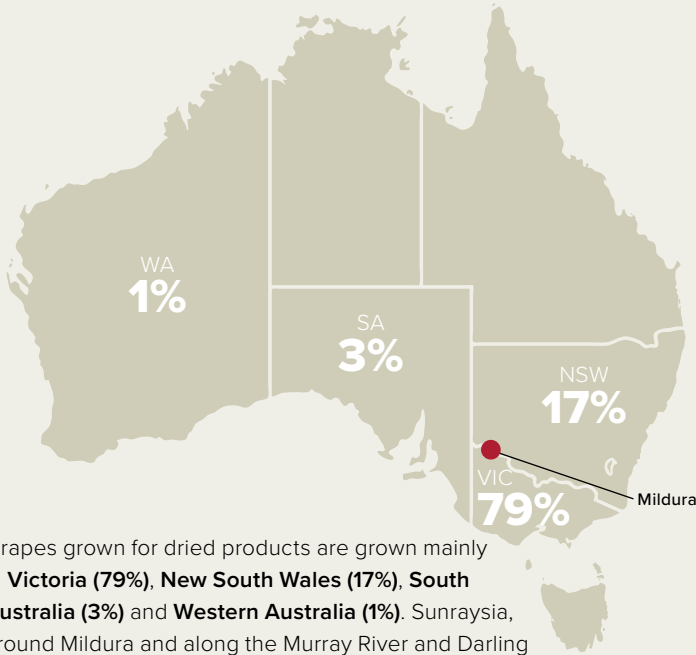 WA
1%
SA
3%
NSW
17%
VIC
79%
Mildura
rapes grown for dried products are grown mainly
Victoria (79%), New South Wales (17%), South
ustralia (3%) and Western Australia (1%). Sunraysia,
round Mildura and along the Murray River and Darling